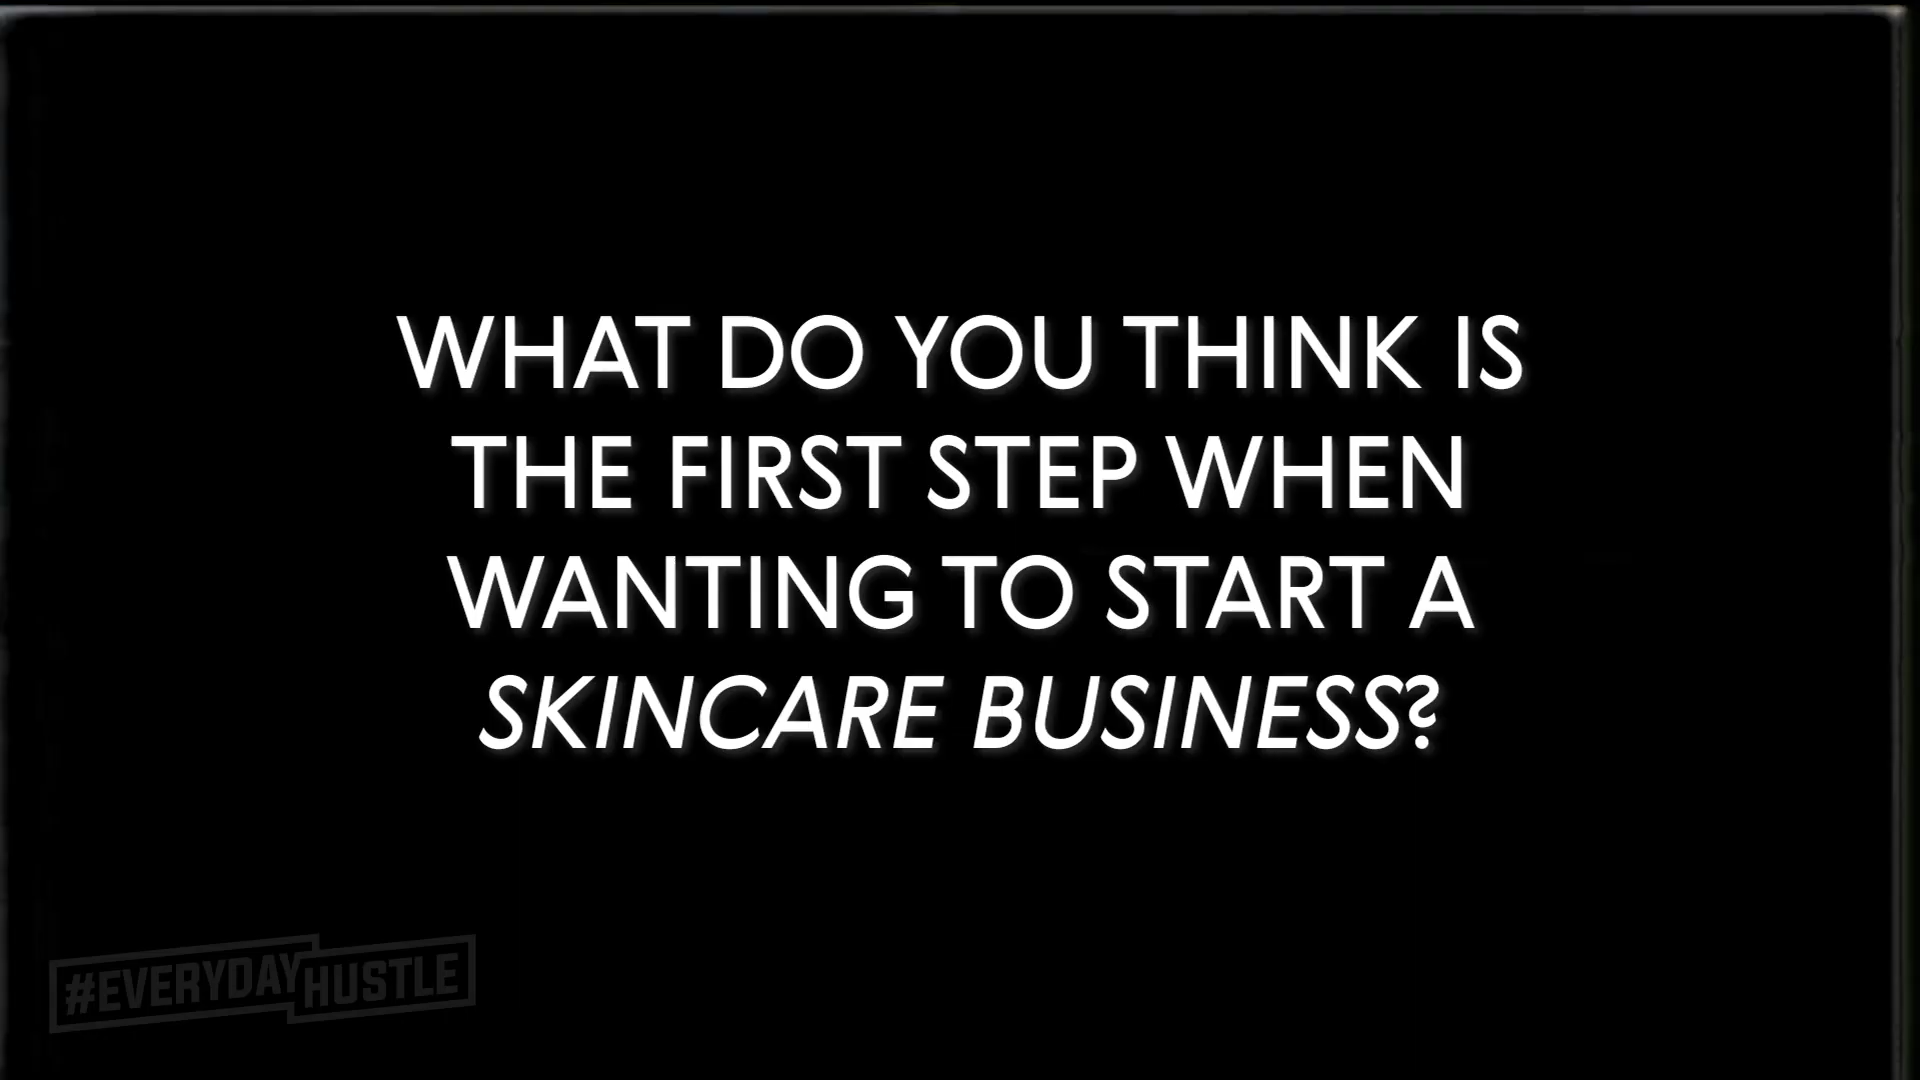 WHAT DO YOU THINK IS
THE FIRST STEP WHEN
WANTING TO START A
SKINCARE BUSINESS?
#EVERYDAYHUSTLE